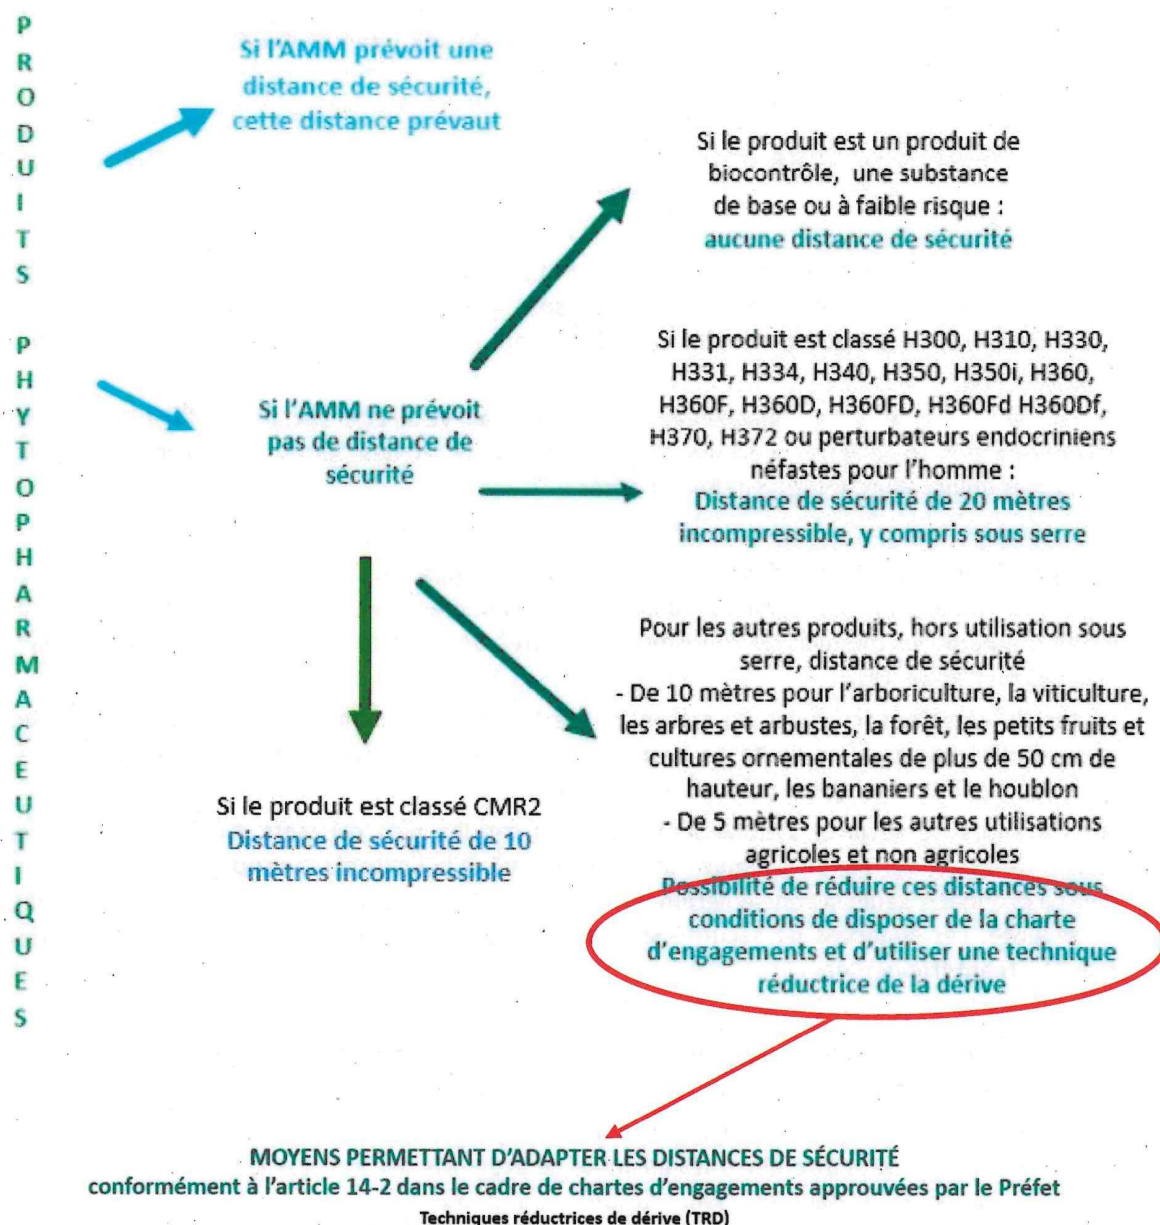 PRODUITS PHYTOPHARMACEUTIQUES
Si l'AMM prévoit une
distance de sécurité,
cette distance prévaut
Si le produit est un produit de
biocontrôle, une substance
de base ou à faible risque :
aucune distance de sécurité
Si l'AMM ne prévoit
pas de distance de
sécurité
Si le produit est classé H300, H310, H330,
H331, H334, H340, H350, H350i, H360,
H360F, H360D, H360FD, H360Fd H360Df,
H370, H372 ou perturbateurs endocriniens
néfastes pour l'homme :
Distance de sécurité de 20 mètres
incompressible, y compris sous serre
Si le produit est classé CMR2
Distance de sécurité de 10
mètres incompressible
Pour les autres produits, hors utilisation sous
serre, distance de sécurité
- De 10 mètres pour l'arboriculture, la viticulture,
les arbres et arbustes, la forêt, les petits fruits et
cultures ornementales de plus de 50 cm de
hauteur, les bananiers et le houblon
- De 5 mètres pour les autres utilisations
agricoles et non agricoles
Possibilité de réduire ces distances sous
conditions de disposer de la charte
d'engagements et d'utiliser une technique
réductrice de la dérive
MOYENS PERMETTANT D'ADAPTER LES DISTANCES DE SÉCURITÉ
conformément à l'article 14-2 dans le cadre de chartes d'engagements approuvées par le Préfet
Techniques réductrices de dérive (TRD)